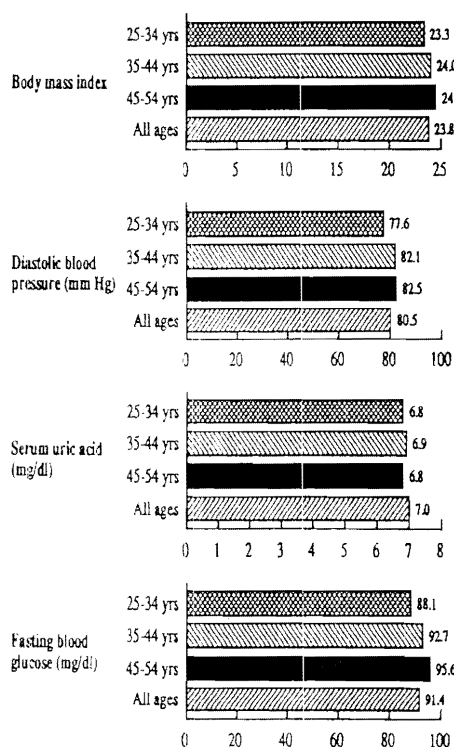 25-34 yrs 23.3
35-44 yrs 24.0
Body mass index
45-54 yrs 24
All ages 23.8
0 5 10 15 20 25
25-34 yrs 77.6
35-44 yrs 82.1
Diastolic blood
pressure (mm Hg)
45-54 yrs 82.5
All ages 80.5
0 20 40 60 80 100
25-34 yrs 6.8
35-44 yrs 6.9
Serum uric acid
(mg/dl)
45-54 yrs 6.8
All ages 7.0
0 1 2 3 4 5 6 7 8
25-34 yrs 88.1
35-44 yrs 92.7
Fasting blood
glucose (mg/dl)
45-54 yrs 95.6
All ages 91.4
0 20 40 60 80 100